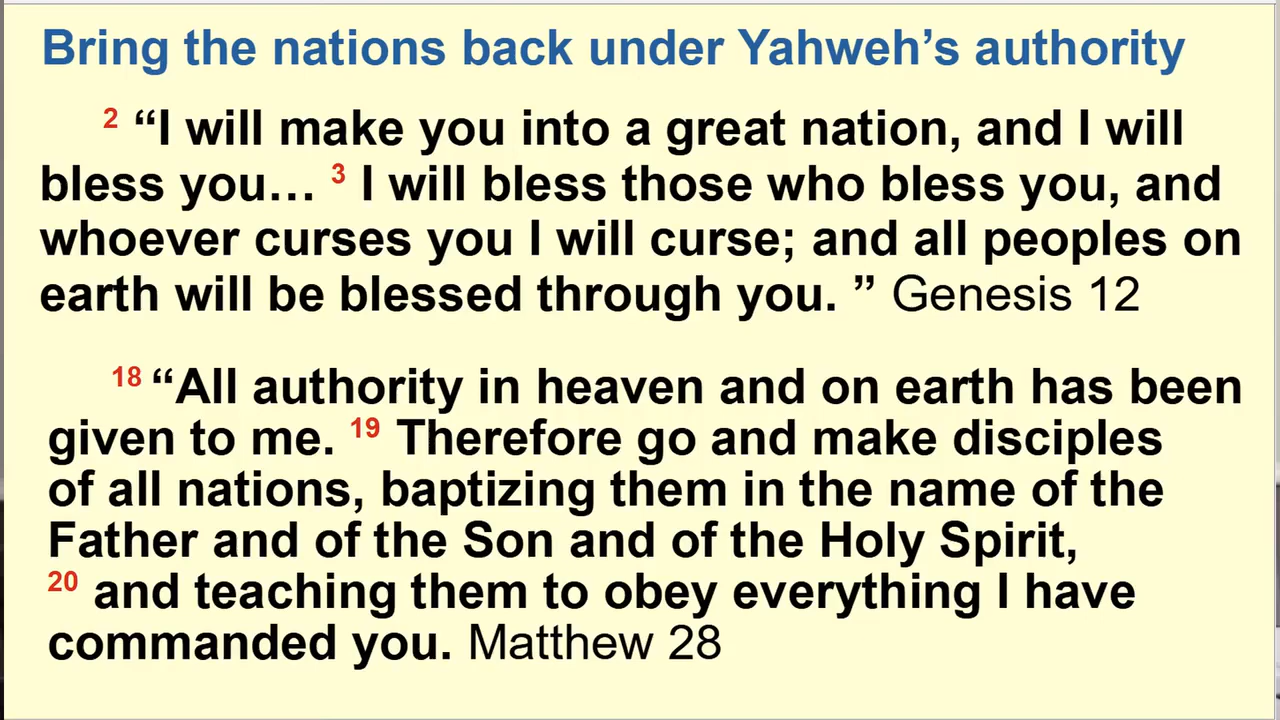 Bring the nations back under Yahweh’s authority
2 “I will make you into a great nation, and I will
bless you… 3 I will bless those who bless you, and
whoever curses you I will curse; and all peoples on
earth will be blessed through you. ” Genesis 12
18 “All authority in heaven and on earth has been
given to me. 19 Therefore go and make disciples
of all nations, baptizing them in the name of the
Father and of the Son and of the Holy Spirit,
20 and teaching them to obey everything I have
commanded you. Matthew 28